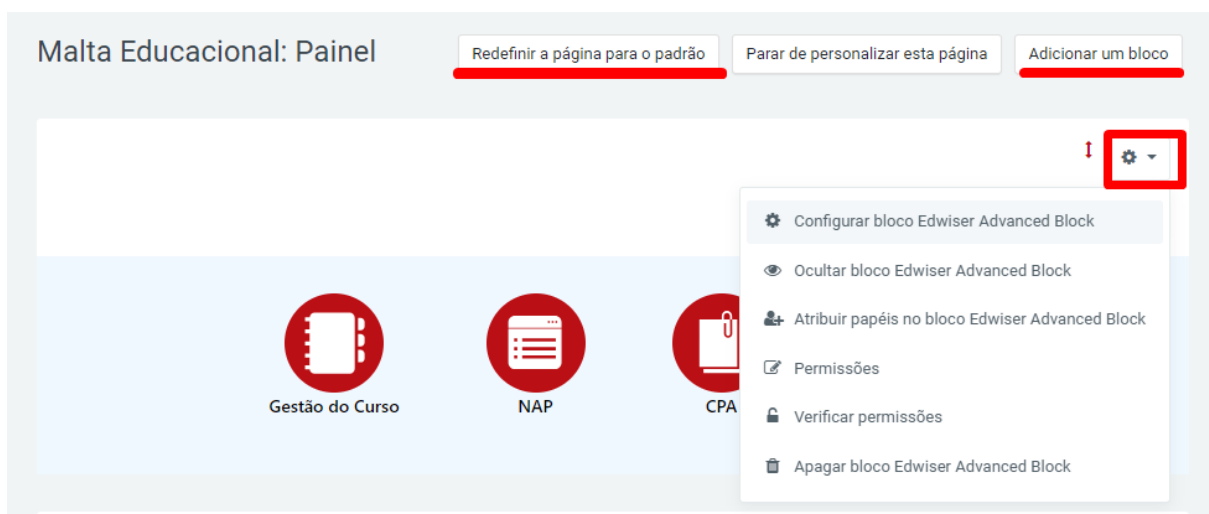 Malta Educacional: Painel
Redefinir a página para o padrão
Parar de personalizar esta página
Adicionar um bloco
Configurar bloco Edwiser Advanced Block
Ocultar bloco Edwiser Advanced Block
Atribuir papéis no bloco Edwiser Advanced Block
Permissões
Verificar permissões
Apagar bloco Edwiser Advanced Block
Gestão do Curso
NAP
CPA